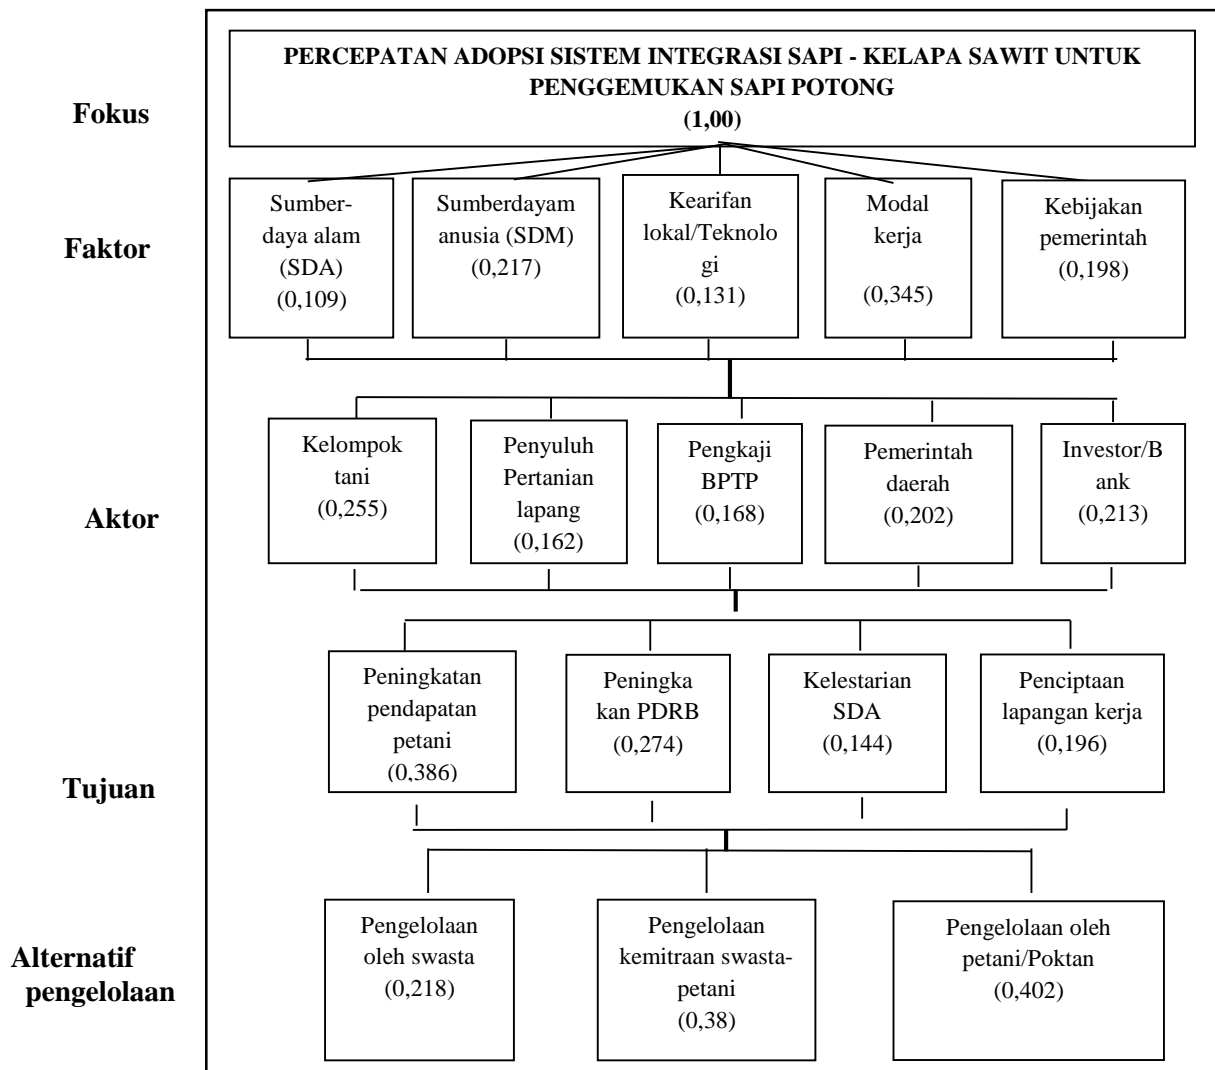 PERCEPATAN ADOPSI SISTEM INTEGRASI SAPI - KELAPA SAWIT UNTUK
PENGGEMUKAN SAPI POTONG
(1,00)
Fokus
Faktor
Sumber-
daya alam
(SDA)
(0,109)
Sumberdayam
anusia (SDM)
(0,217)
Kearifan
lokal/Teknolo
gi
(0,131)
Modal
kerja
(0,345)
Kebijakan
pemerintah
(0,198)
Aktor
Kelompok
tani
(0,255)
Penyuluh
Pertanian
lapang
(0,162)
Pengkaji
BPTP
(0,168)
Pemerintah
daerah
(0,202)
Investor/B
ank
(0,213)
Tujuan
Peningkatan
pendapatan
petani
(0,386)
Peningka
kan PDRB
(0,274)
Kelestarian
SDA
(0,144)
Penciptaan
lapangan kerja
(0,196)
Alternatif
pengelolaan
Pengelolaan
oleh swasta
(0,218)
Pengelolaan
kemitraan swasta-
petani
(0,38)
Pengelolaan oleh
petani/Poktan
(0,402)